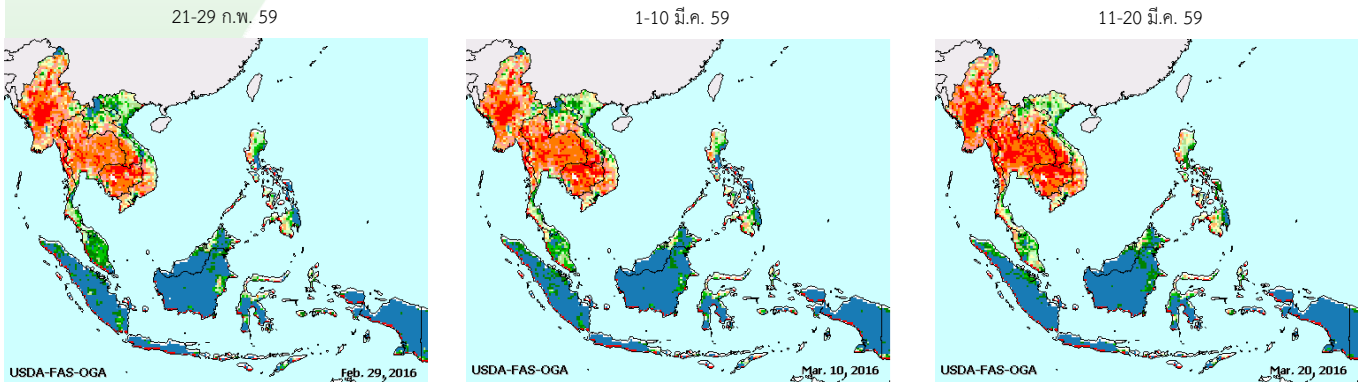 21-29 ก.พ. 59
1-10 มี.ค. 59
11-20 มี.ค. 59
USDA-FAS-OGA
Feb. 29, 2016
USDA-FAS-OGA
Mar. 10, 2016
USDA-FAS-OGA
Mar. 20, 2016